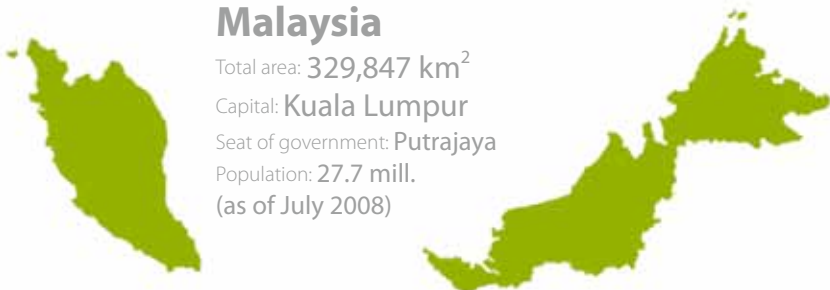 Malaysia
Total area: 329,847 km²
Capital: Kuala Lumpur
Seat of government: Putrajaya
Population: 27.7 mill.
(as of July 2008)